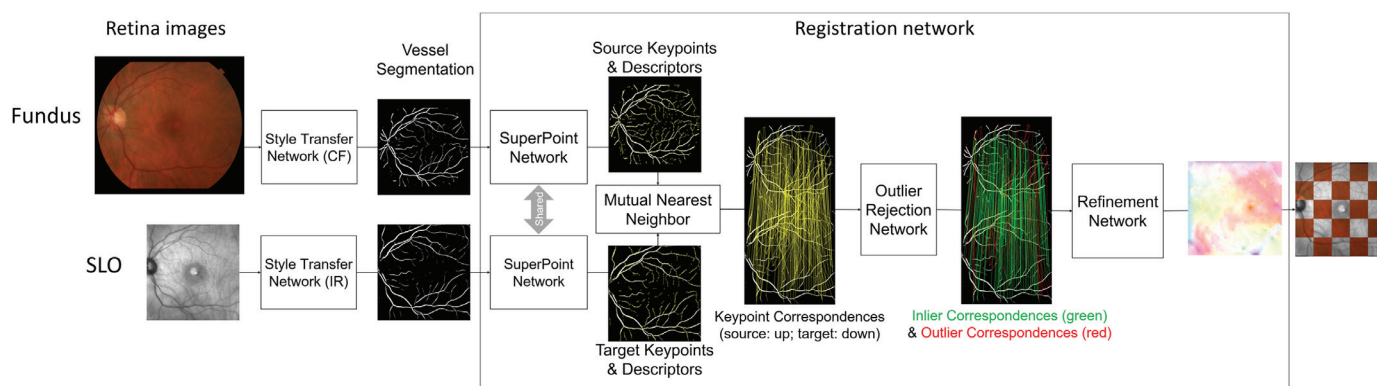 Retina images
Registration network
Vessel
Segmentation
Source Keypoints
& Descriptors
Fundus
Style Transfer
Network (CF)
SuperPoint
Network
Shared
Mutual Nearest
Neighbor
Outlier
Rejection
Network
Refinement
Network
SLO
Style Transfer
Network (IR)
SuperPoint
Network
Target Keypoints
& Descriptors
Keypoint Correspondences
(source: up; target: down)
Inlier Correspondences (green)
& Outlier Correspondences (red)